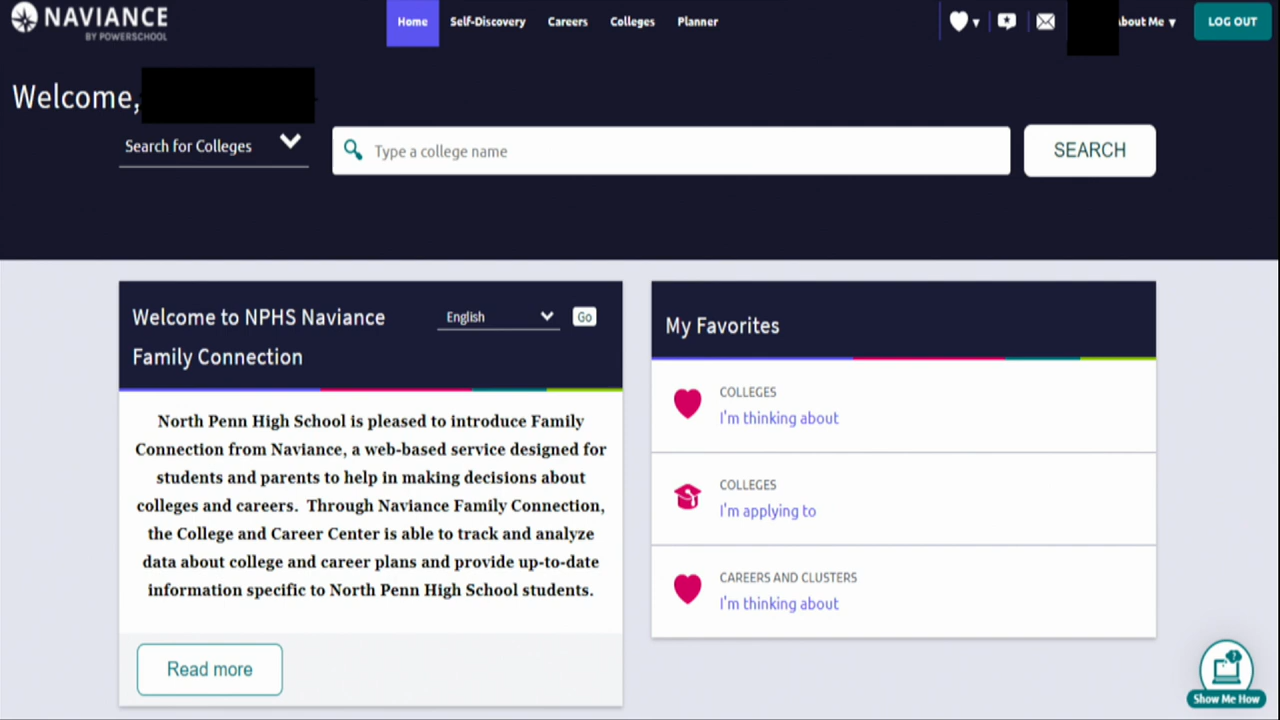 NAVIANCE
BY POWERSCHOOL
Home
Self-Discovery
Careers
Colleges
Planner
About Me
LOG OUT
Welcome,
Search for Colleges
Type a college name
SEARCH
Welcome to NPHS Naviance
Family Connection
English
Go
North Penn High School is pleased to introduce Family
Connection from Naviance, a web-based service designed for
students and parents to help in making decisions about
colleges and careers. Through Naviance Family Connection,
the College and Career Center is able to track and analyze
data about college and career plans and provide up-to-date
information specific to North Penn High School students.
Read more
My Favorites
COLLEGES
I'm thinking about
COLLEGES
I'm applying to
CAREERS AND CLUSTERS
I'm thinking about
Show Me How